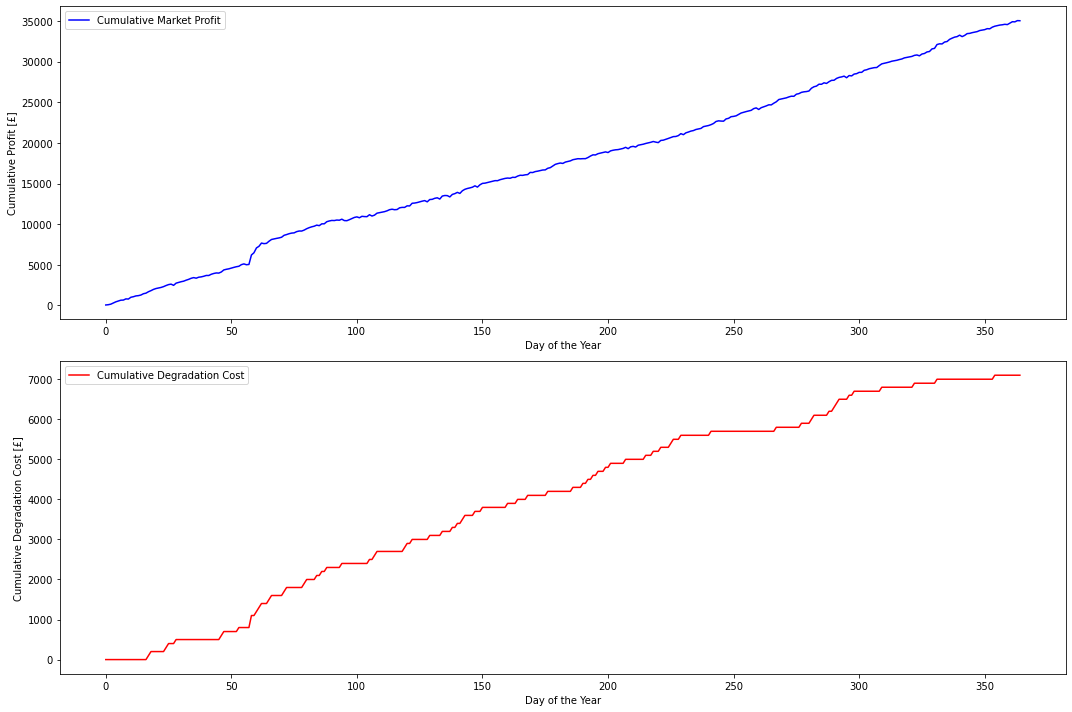 Cumulative Market Profit
35000
30000
25000
20000
15000
10000
5000
0
Cumulative Profit [£]
0 50 100 150 200 250 300 350
Day of the Year
Cumulative Degradation Cost
7000
6000
5000
4000
3000
2000
1000
0
Cumulative Degradation Cost [£]
0 50 100 150 200 250 300 350
Day of the Year